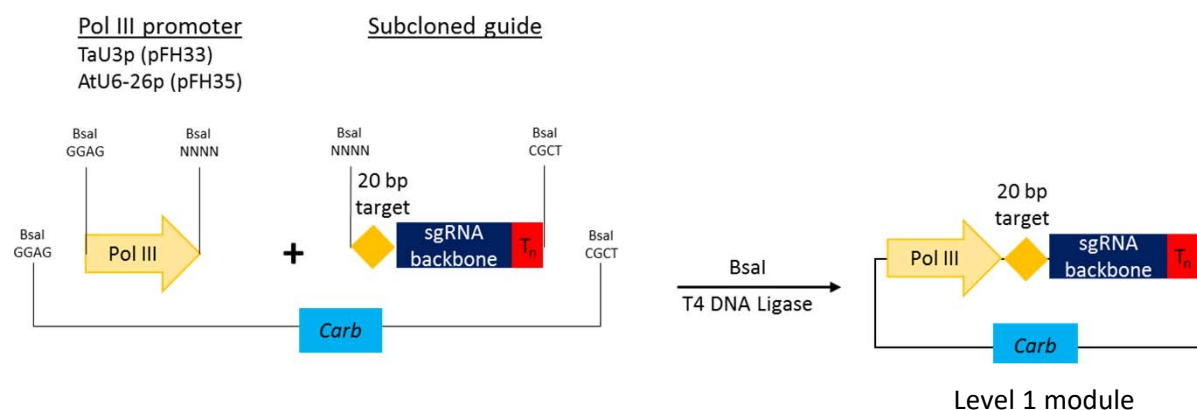 Pol III promoter
TaU3p (pFH33)
AtU6-26p (pFH35)
Subcloned guide
BsaI
GGAG
BsaI
NNNN
BsaI
NNNN
BsaI
CGCT
20 bp
target
BsaI
GGAG
Pol III
+
sgRNA
backbone
Tn
BsaI
CGCT
Carb
BsaI
T4 DNA Ligase
20 bp
target
Pol III
sgRNA
backbone
Tn
Carb
Level 1 module